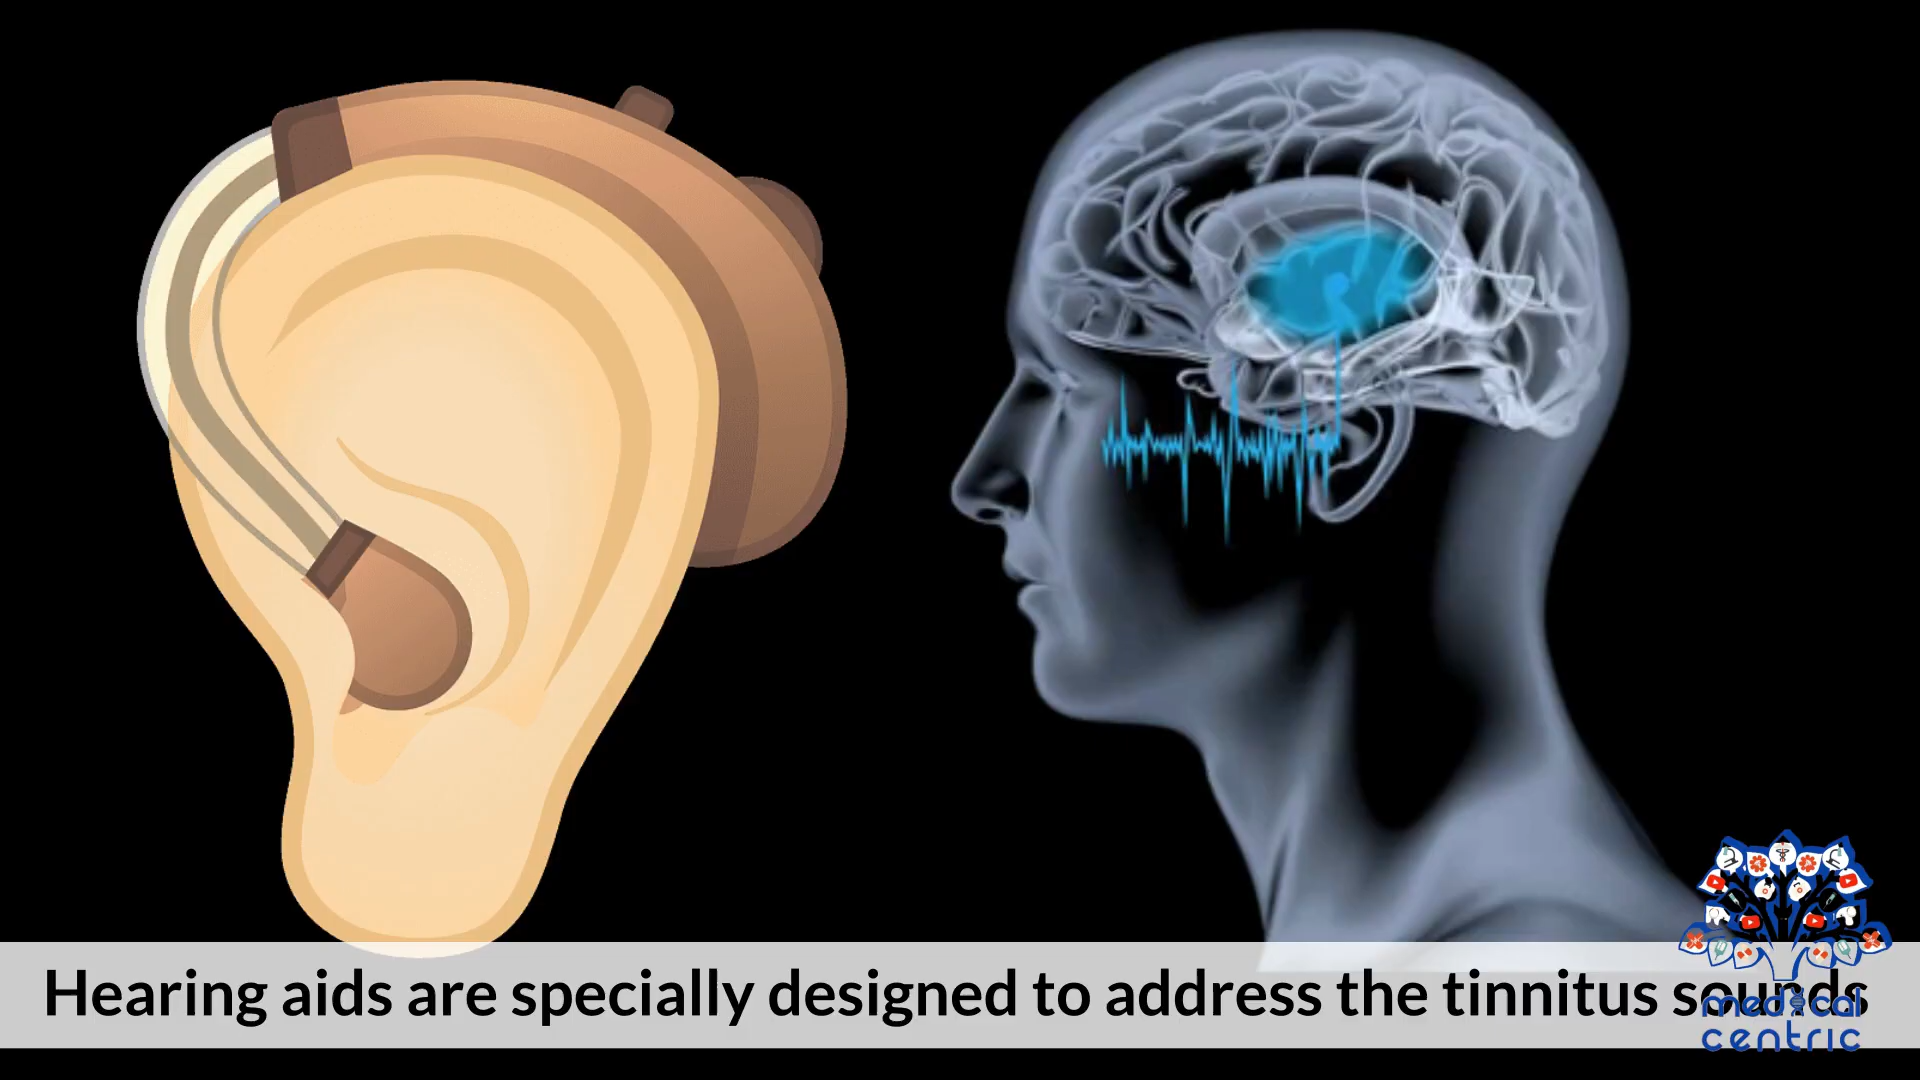 Hearing aids are specially designed to address the tinnitus sounds
medical
centric